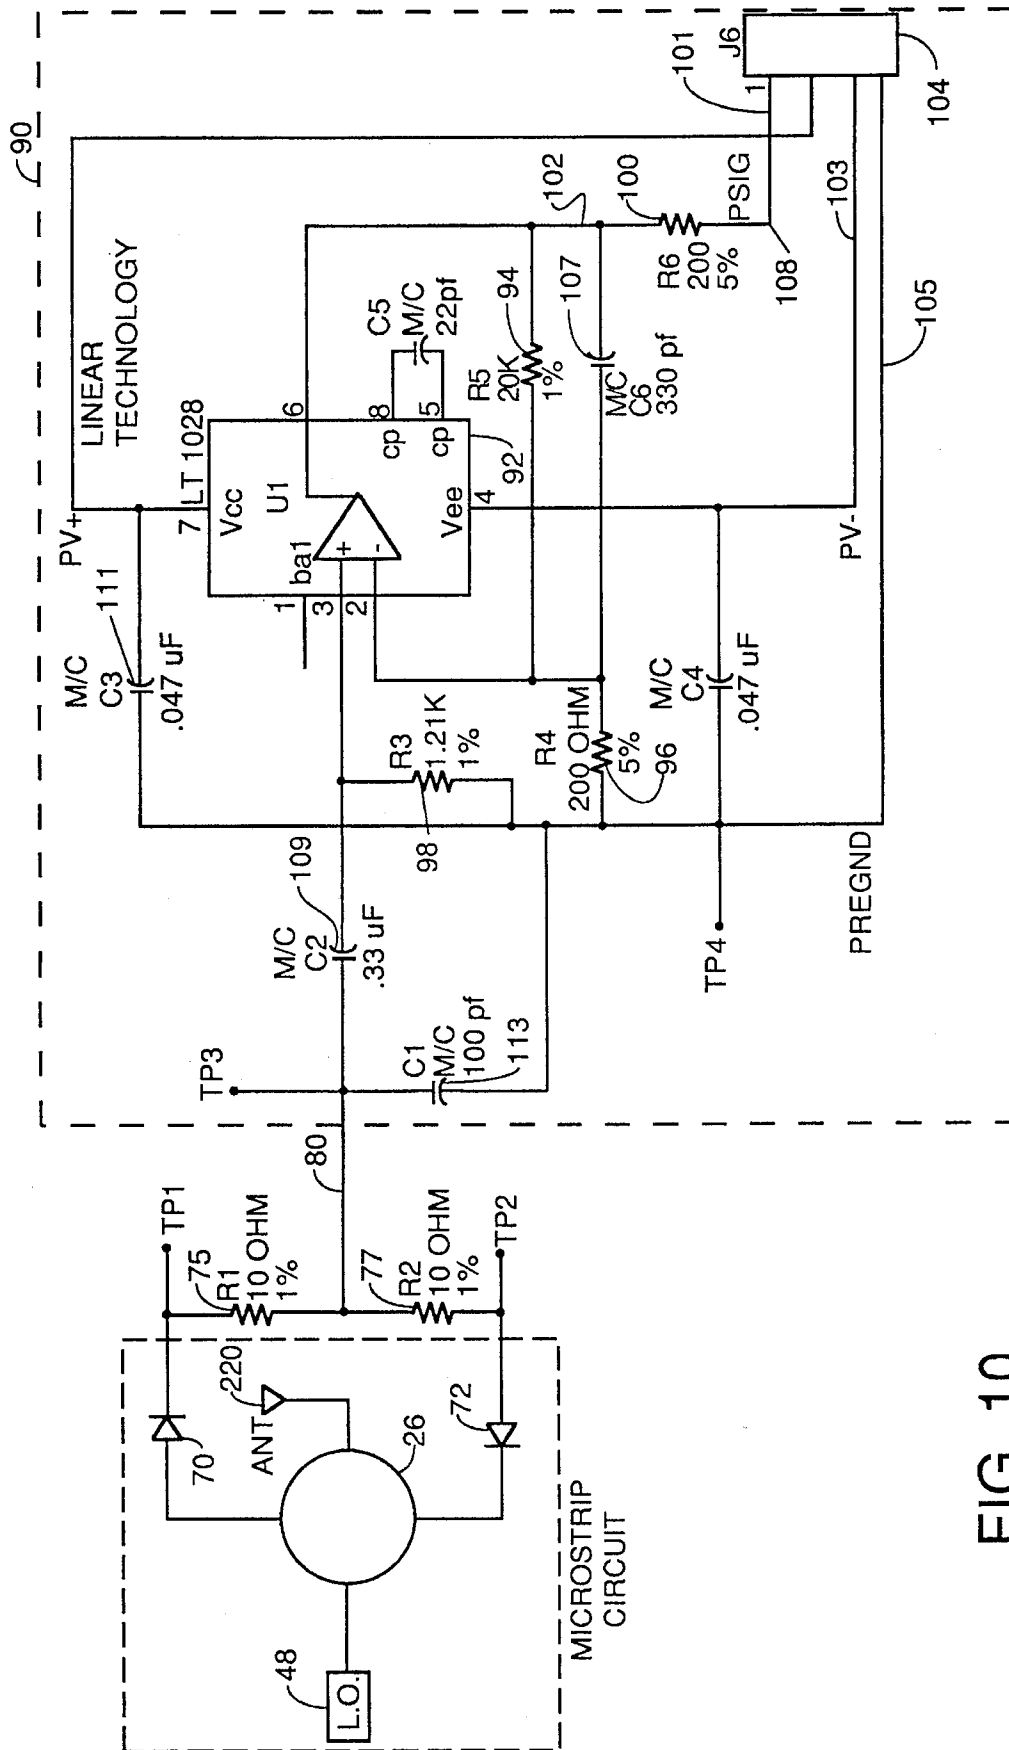 90
LINEAR
TECHNOLOGY
PV+
M/C
C3
.047 uF
111
7
LT 1028
Vcc
U1
ba1
+
-
Vee
1
3
2
6
8
cp
5
cp
4
92
C5
M/C
22pf
R5
20K
1%
94
102
107
M/C
C6
330 pf
100
R6
200
5%
PSIG
108
101
1
J6
104
103
105
R3
1.21K
1%
98
R4
200 OHM
5%
96
M/C
C4
.047 uF
PV-
PREGND
TP4
M/C
C2
.33 uF
109
TP3
C1
M/C
100 pf
113
80
TP1
75
R1
10 OHM
1%
77
R2
10 OHM
1%
TP2
70
220
ANT
26
72
48
L.O.
MICROSTRIP
CIRCUIT
FIG. 10